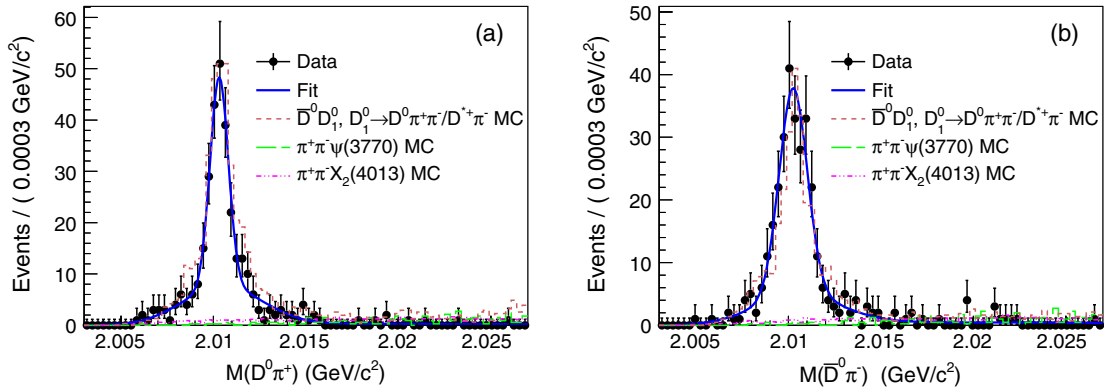 (a)
Events / ( 0.0003 GeV/c²)
60
50
40
30
20
10
0
Data
Fit
D̅⁰D₁⁰, D₁⁰→D⁰π⁺π⁻/D*⁺π⁻ MC
π⁺π⁻ψ(3770) MC
π⁺π⁻X₂(4013) MC
2.005 2.01 2.015 2.02 2.025
M(D⁰π⁺) (GeV/c²)
(b)
Events / ( 0.0003 GeV/c²)
50
40
30
20
10
0
Data
Fit
D̅⁰D₁⁰, D₁⁰→D⁰π⁺π⁻/D*⁺π⁻ MC
π⁺π⁻ψ(3770) MC
π⁺π⁻X₂(4013) MC
2.005 2.01 2.015 2.02 2.025
M(D̅⁰π⁻) (GeV/c²)